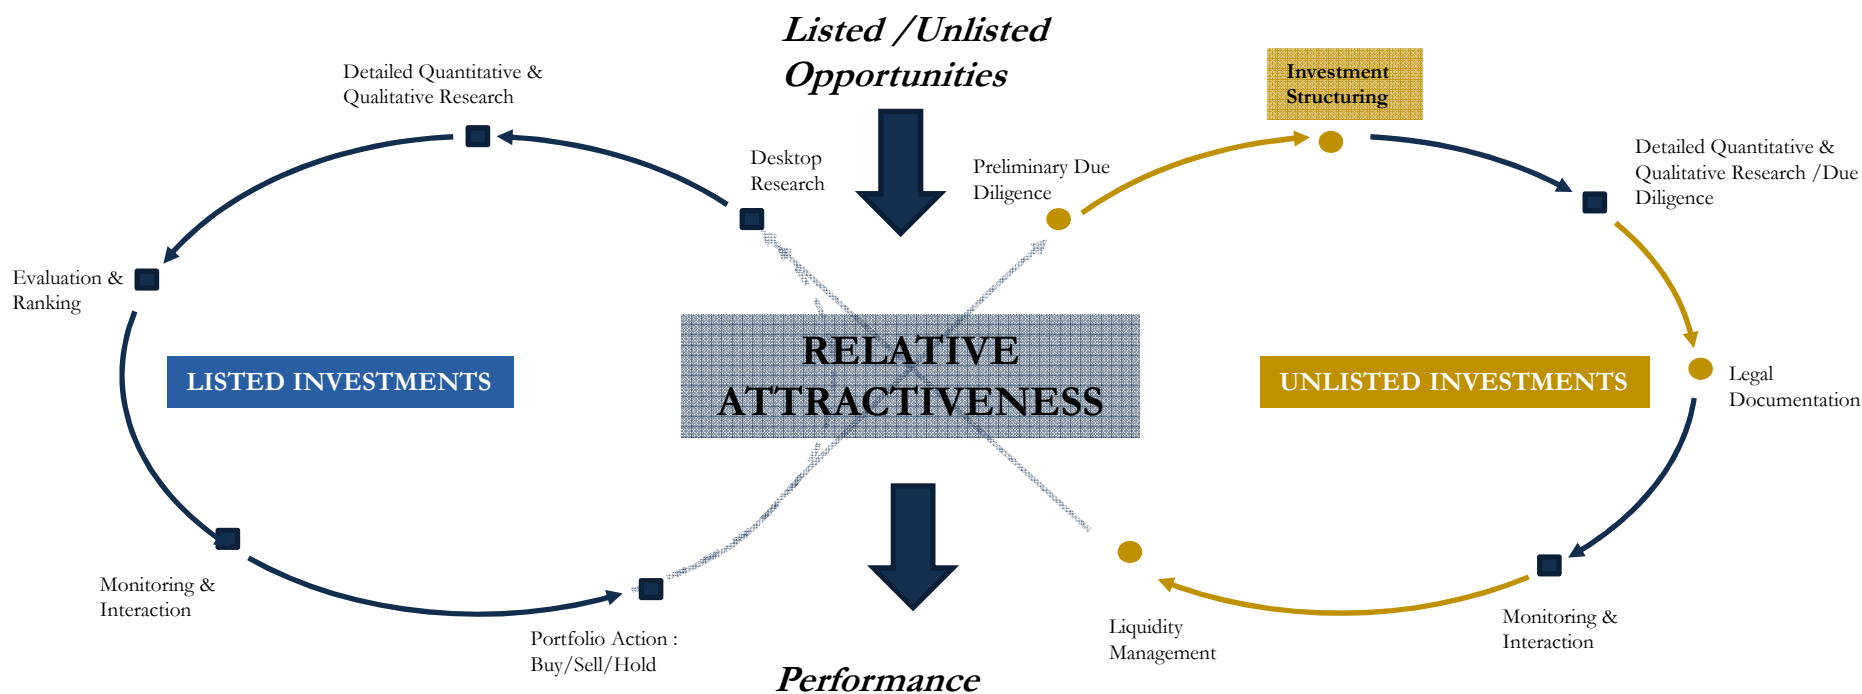 Listed /Unlisted
Opportunities
Detailed Quantitative &
Qualitative Research
Desktop
Research
Evaluation &
Ranking
LISTED INVESTMENTS
Monitoring &
Interaction
Portfolio Action :
Buy/Sell/Hold
RELATIVE
ATTRACTIVENESS
Preliminary Due
Diligence
Investment
Structuring
Detailed Quantitative &
Qualitative Research /Due
Diligence
UNLISTED INVESTMENTS
Legal
Documentation
Monitoring &
Interaction
Liquidity
Management
Performance